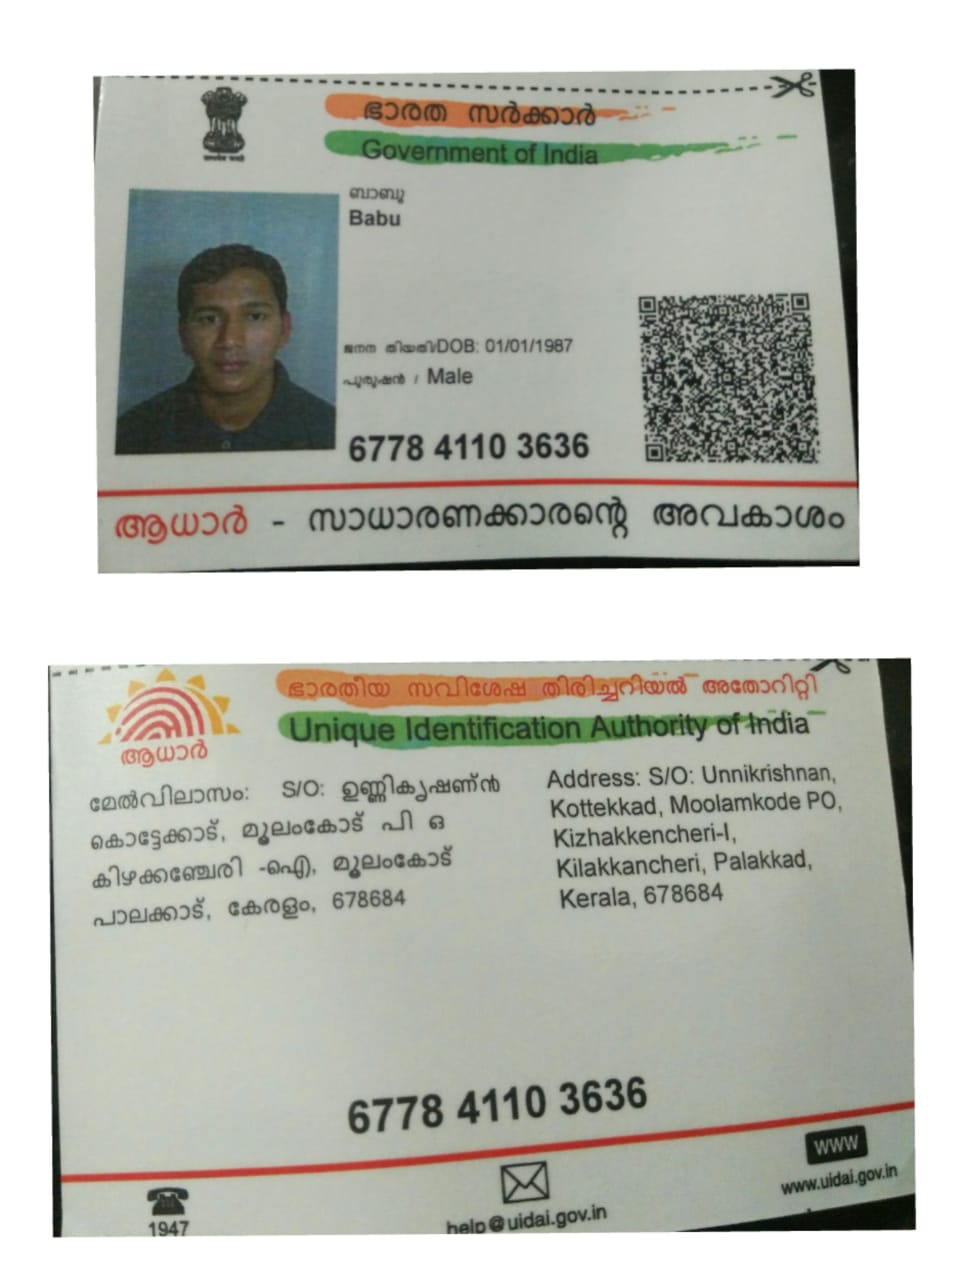 ഭാരത സർക്കാർ
Government of India
ബാബു
Babu
ജനന തിയതി/DOB: 01/01/1987
പുരുഷൻ / Male
6778 4110 3636
ആധാർ - സാധാരണക്കാരന്റെ അവകാശം
ഭാരതീയ സവിശേഷ തിരിച്ചറിയൽ അതോറിറ്റി
Unique Identification Authority of India
ആധാർ
മേൽവിലാസം: S/O: ഉണ്ണികൃഷണ്ൻ
കൊട്ടേക്കാട്, മൂലംകോട് പി ഒ
കിഴക്കഞ്ചേരി -ഐ, മൂലംകോട്
പാലക്കാട്, കേരളം, 678684
Address: S/O: Unnikrishnan,
Kottekkad, Moolamkode PO,
Kizhakkencheri-I,
Kilakkancheri, Palakkad,
Kerala, 678684
6778 4110 3636
1947
help@uidai.gov.in
WWW
www.uidai.gov.in